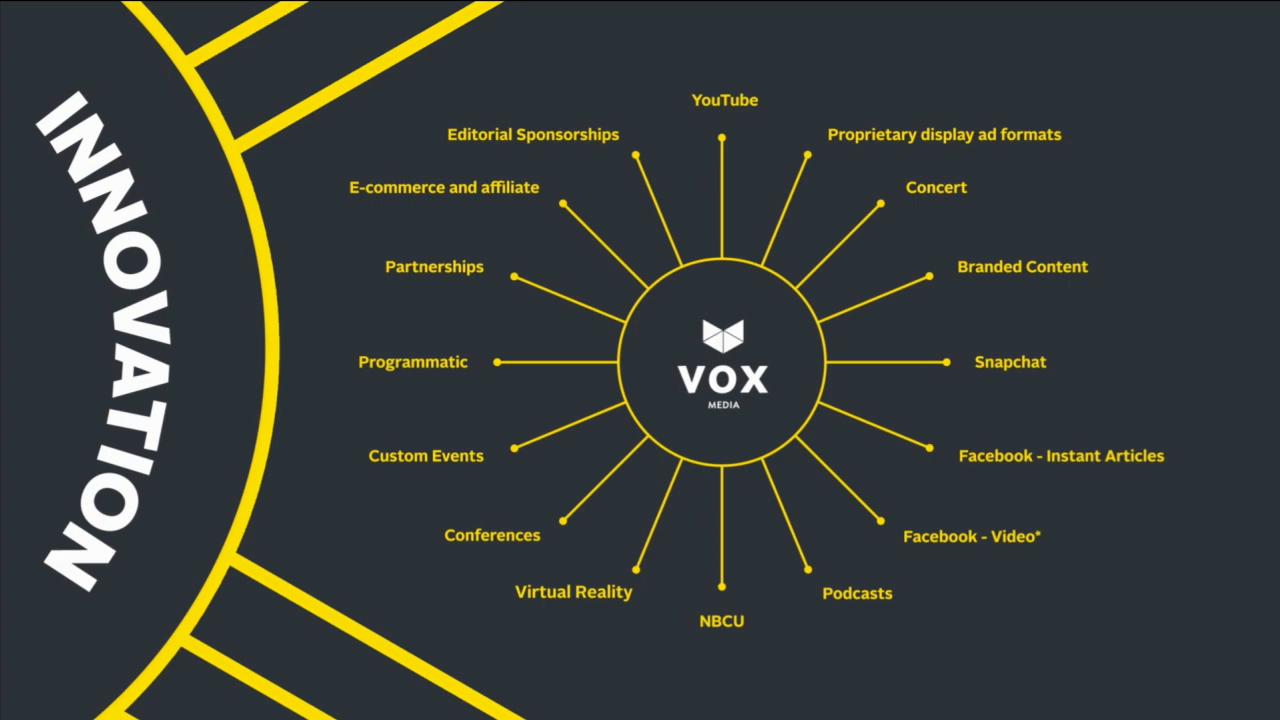 INNOVATION
YouTube
Editorial Sponsorships
Proprietary display ad formats
E-commerce and affiliate
Concert
Partnerships
Branded Content
Programmatic
VOX
MEDIA
Snapchat
Custom Events
Facebook - Instant Articles
Conferences
Facebook - Video*
Virtual Reality
Podcasts
NBCU